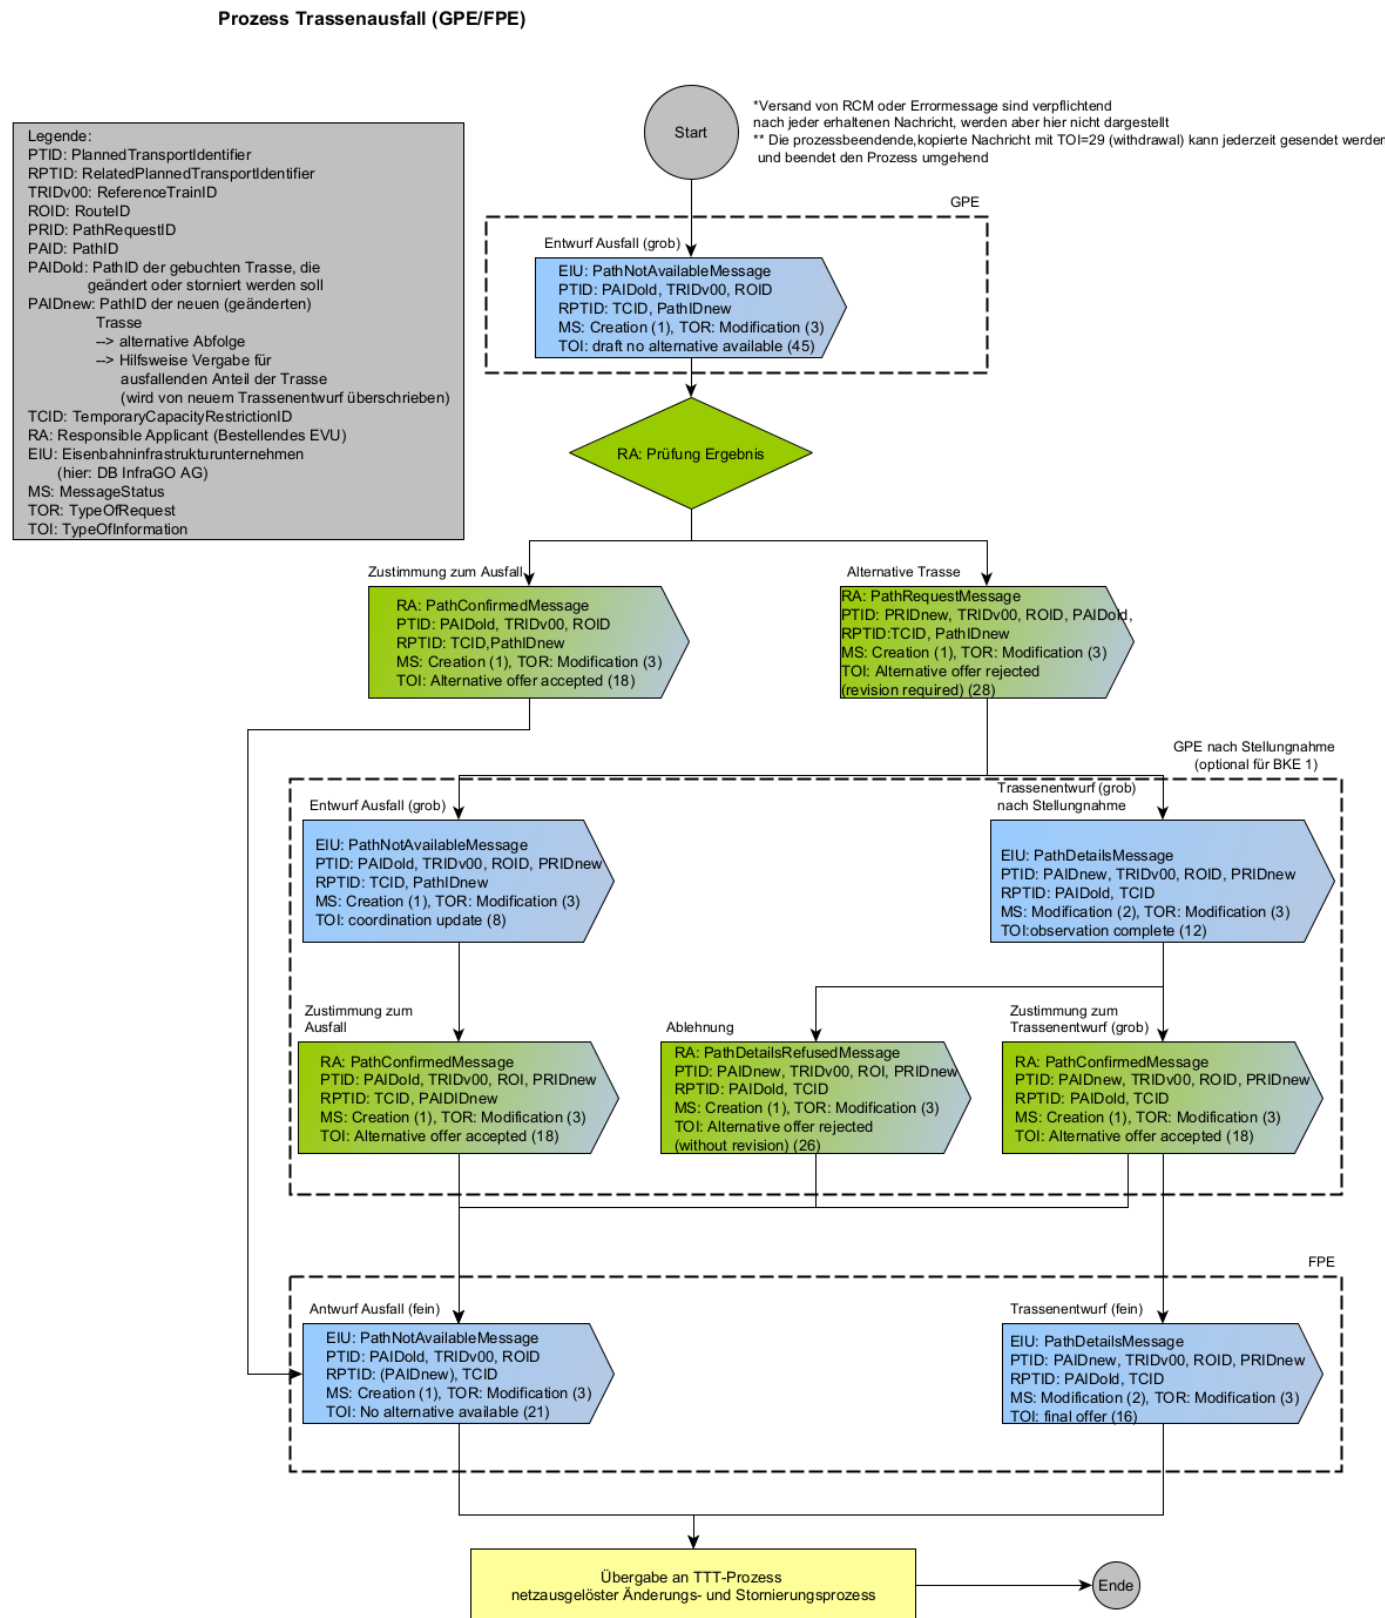 Prozess Trassenausfall (GPE/FPE)
Start
*Versand von RCM oder Errormessage sind verpflichtend
nach jeder erhaltenen Nachricht, werden aber hier nicht dargestellt
** Die prozessbeendende,kopierte Nachricht mit TOI=29 (withdrawal) kann jederzeit gesendet werden
und beendet den Prozess umgehend
Legende:
PTID: PlannedTransportIdentifier
RPTID: RelatedPlannedTransportIdentifier
TRIDv00: ReferenceTrainID
ROID: RouteID
PRID: PathRequestID
PAID: PathID
PAIDold: PathID der gebuchten Trasse, die
geändert oder storniert werden soll
PAIDnew: PathID der neuen (geänderten)
Trasse
--> alternative Abfolge
--> Hilfsweise Vergabe für
ausfallenden Anteil der Trasse
(wird von neuem Trassenentwurf überschrieben)
TCID: TemporaryCapacityRestrictionID
RA: Responsible Applicant (Bestellendes EVU)
EIU: Eisenbahninfrastrukturunternehmen
(hier: DB InfraGO AG)
MS: MessageStatus
TOR: TypeOfRequest
TOI: TypeOfInformation
GPE
Entwurf Ausfall (grob)
EIU: PathNotAvailableMessage
PTID: PAIDold, TRIDv00, ROID
RPTID: TCID, PathIDnew
MS: Creation (1), TOR: Modification (3)
TOI: draft no alternative available (45)
RA: Prüfung Ergebnis
Zustimmung zum Ausfall
RA: PathConfirmedMessage
PTID: PAIDold, TRIDv00, ROID
RPTID: TCID,PathIDnew
MS: Creation (1), TOR: Modification (3)
TOI: Alternative offer accepted (18)
Alternative Trasse
RA: PathRequestMessage
PTID: PRIDnew, TRIDv00, ROID, PAIDold,
RPTID:TCID, PathIDnew
MS: Creation (1), TOR: Modification (3)
TOI: Alternative offer rejected
(revision required) (28)
GPE nach Stellungnahme
(optional für BKE 1)
Entwurf Ausfall (grob)
EIU: PathNotAvailableMessage
PTID: PAIDold, TRIDv00, ROID, PRIDnew
RPTID: TCID, PathIDnew
MS: Creation (1), TOR: Modification (3)
TOI: coordination update (8)
Trassenentwurf (grob)
nach Stellungnahme
EIU: PathDetailsMessage
PTID: PAIDnew, TRIDv00, ROID, PRIDnew
RPTID: PAIDold, TCID
MS: Modification (2), TOR: Modification (3)
TOI:observation complete (12)
Zustimmung zum
Ausfall
RA: PathConfirmedMessage
PTID: PAIDold, TRIDv00, ROI, PRIDnew
RPTID: TCID, PAIDIDnew
MS: Creation (1), TOR: Modification (3)
TOI: Alternative offer accepted (18)
Ablehnung
RA: PathDetailsRefusedMessage
PTID: PAIDnew, TRIDv00, ROI, PRIDnew
RPTID: PAIDold, TCID
MS: Creation (1), TOR: Modification (3)
TOI: Alternative offer rejected
(without revision) (26)
Zustimmung zum
Trassenentwurf (grob)
RA: PathConfirmedMessage
PTID: PAIDnew, TRIDv00, ROID, PRIDnew
RPTID: PAIDold, TCID
MS: Creation (1), TOR: Modification (3)
TOI: Alternative offer accepted (18)
FPE
Antwurf Ausfall (fein)
EIU: PathNotAvailableMessage
PTID: PAIDold, TRIDv00, ROID
RPTID: (PAIDnew), TCID
MS: Creation (1), TOR: Modification (3)
TOI: No alternative available (21)
Trassenentwurf (fein)
EIU: PathDetailsMessage
PTID: PAIDnew, TRIDv00, ROID, PRIDnew
RPTID: PAIDold, TCID
MS: Modification (2), TOR: Modification (3)
TOI: final offer (16)
Übergabe an TTT-Prozess
netzausgelöster Änderungs- und Stornierungsprozess
Ende